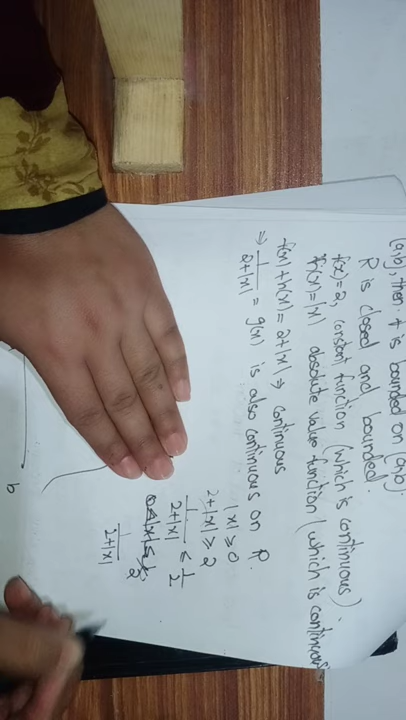 (a,b), then f is bounded on (a,b).
R is closed and bounded.
f(x)=2, constant function (which is continuous)
h(x)=|x| absolute value function (which is continuous
f(x)+h(x)=2+|x| ⇒ continuous
⇒ 1/(2+|x|) = g(x) is also continuous on R.
|x| ≥ 0
2+|x| ≥ 2
1/(2+|x|) ≤ 1/2
1/(2+|x|)
b